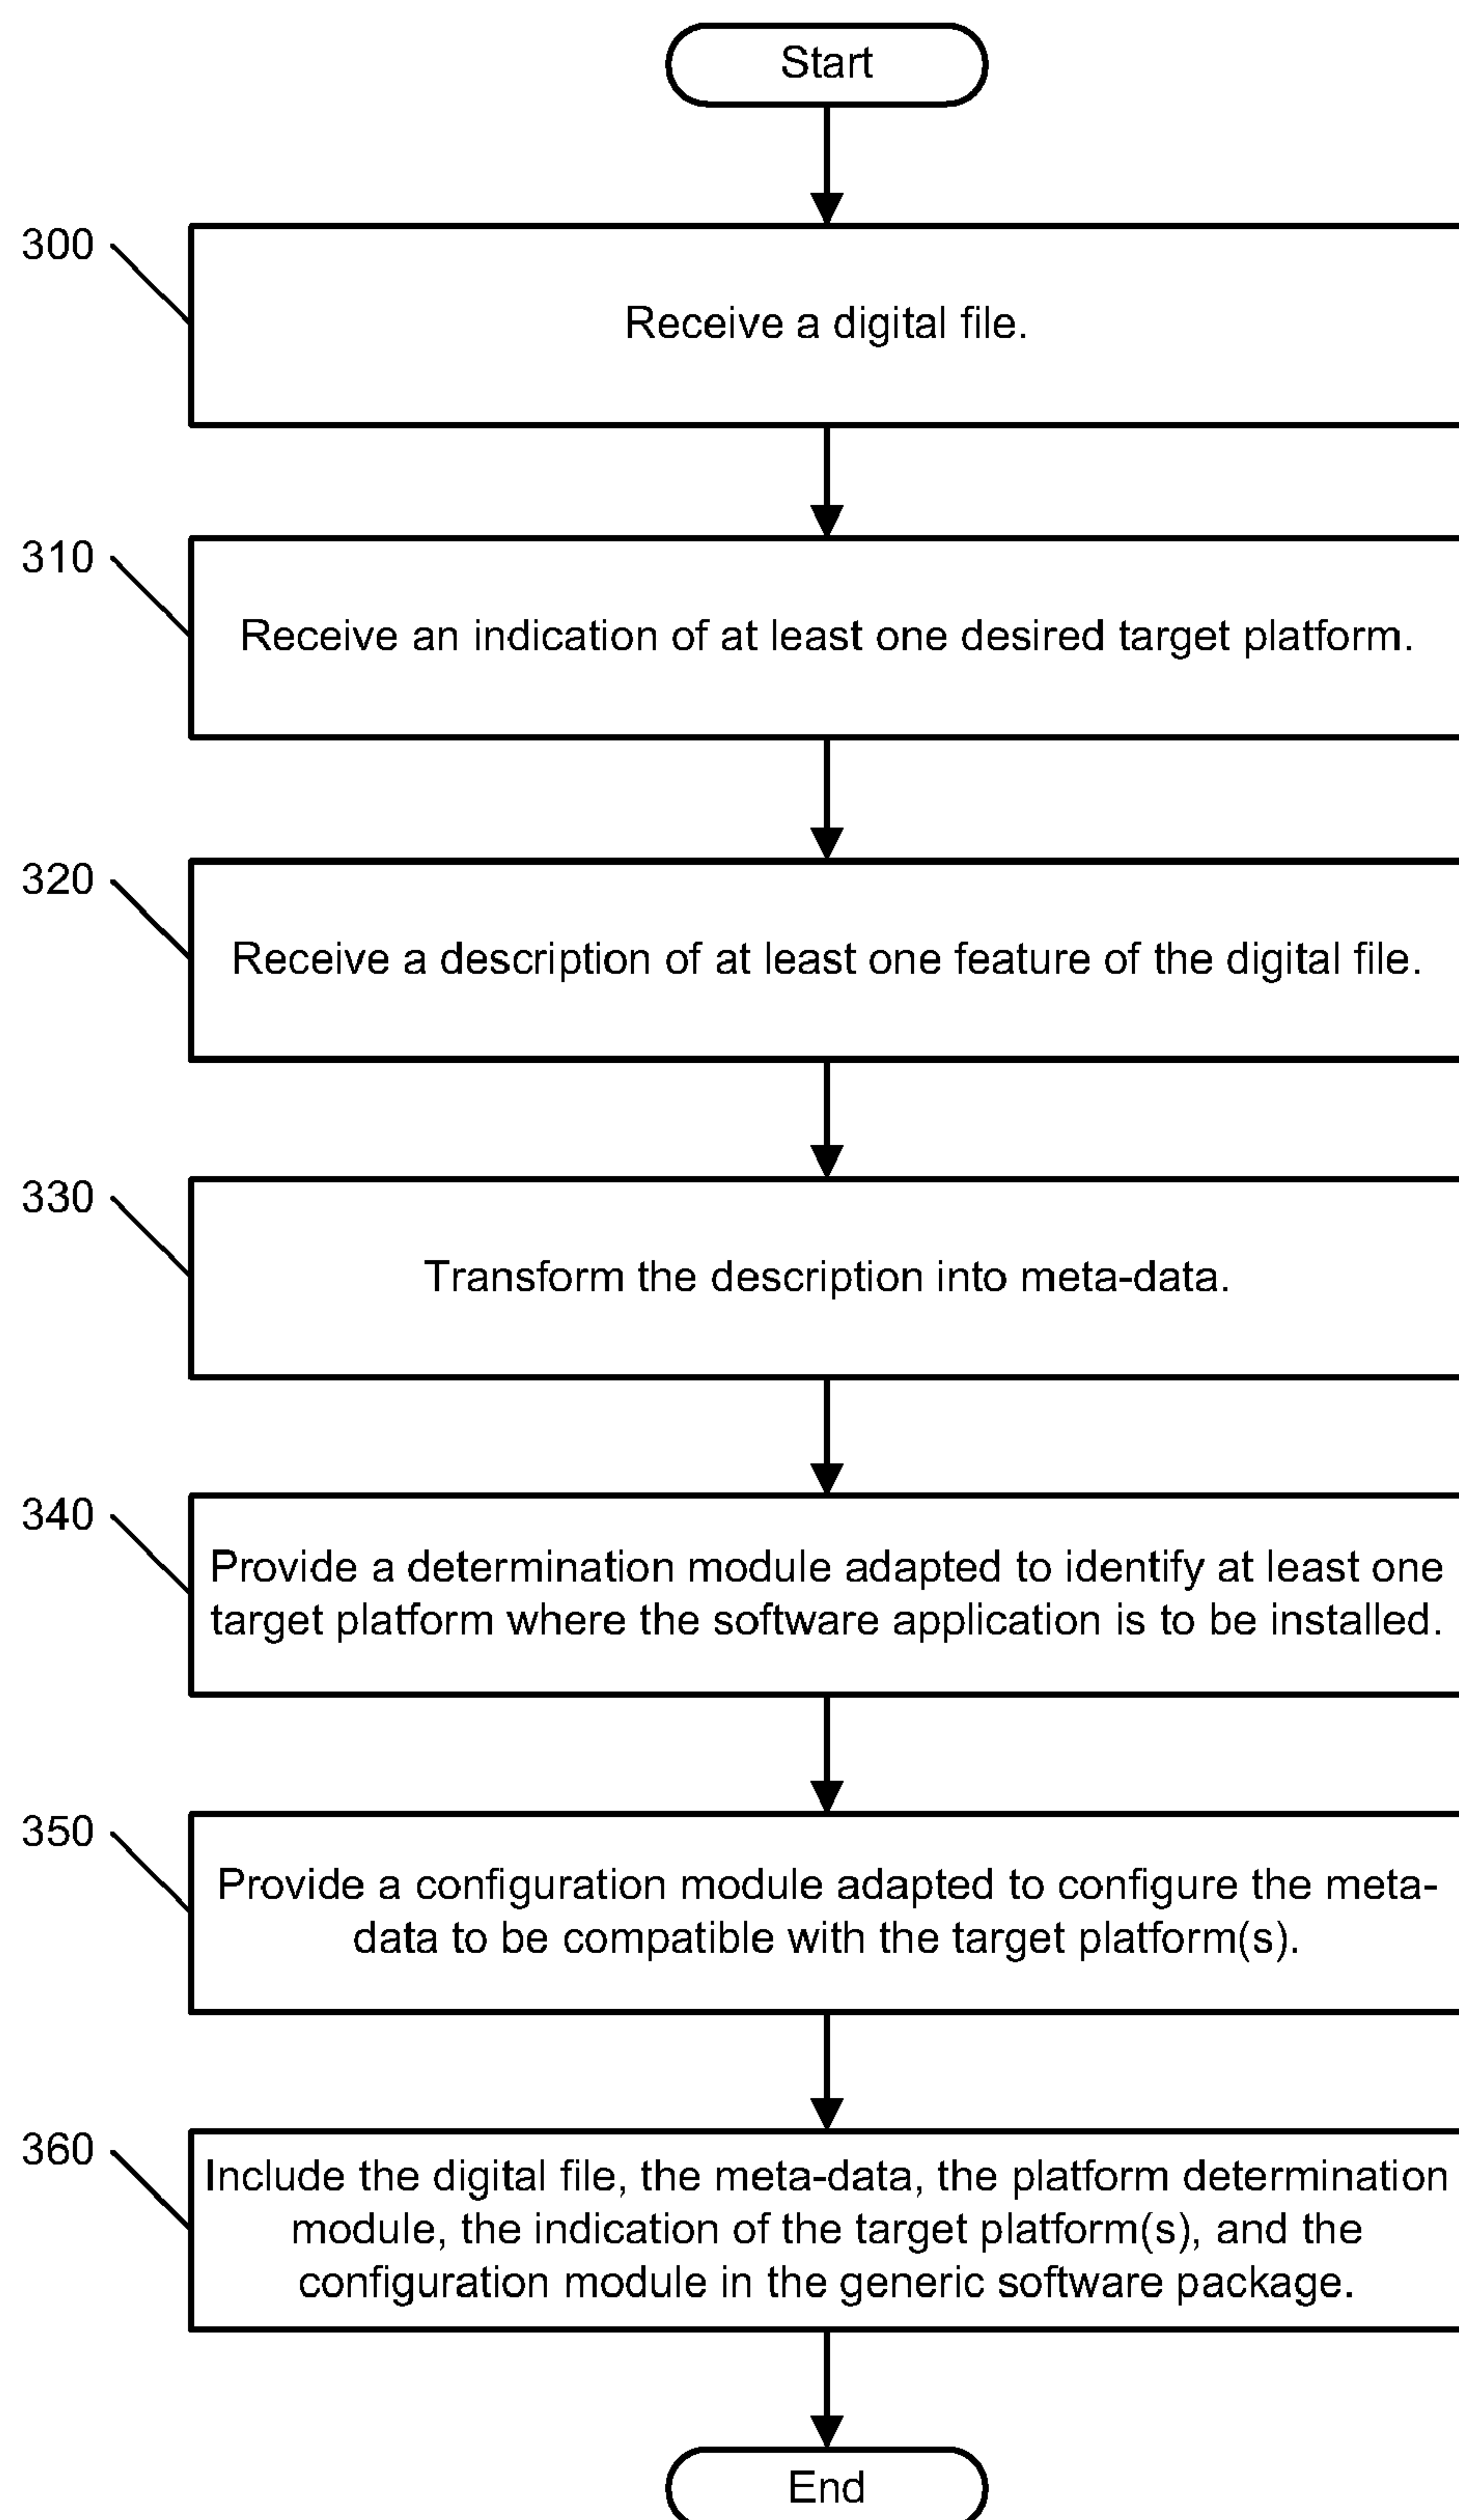 Start
300
Receive a digital file.
310
Receive an indication of at least one desired target platform.
320
Receive a description of at least one feature of the digital file.
330
Transform the description into meta-data.
340
Provide a determination module adapted to identify at least one
target platform where the software application is to be installed.
350
Provide a configuration module adapted to configure the meta-
data to be compatible with the target platform(s).
360
Include the digital file, the meta-data, the platform determination
module, the indication of the target platform(s), and the
configuration module in the generic software package.
End